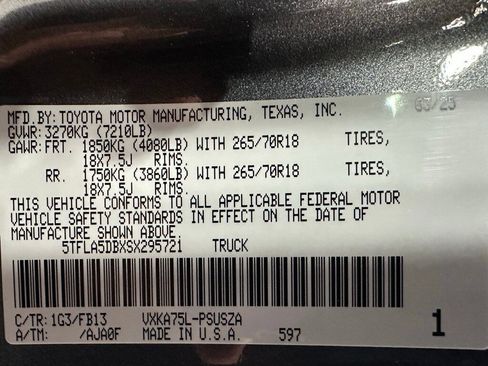 03/25
MFD.BY: TOYOTA MOTOR MANUFACTURING, TEXAS, INC.
GVWR: 3270KG (7210LB)
GAWR: FRT. 1850KG (4080LB) WITH 265/70R18 TIRES,
18X7.5J RIMS.
RR. 1750KG (3860LB) WITH 265/70R18 TIRES,
18X7.5J RIMS.
THIS VEHICLE CONFORMS TO ALL APPLICABLE FEDERAL MOTOR
VEHICLE SAFETY STANDARDS IN EFFECT ON THE DATE OF
MANUFACTURE SHOWN ABOVE.
5TFLA5DBXSX295721 TRUCK
C/TR: 1G3/FB13 VXKA75L-PSUSZA 1
A/TM: /AJA0F MADE IN U.S.A. 597